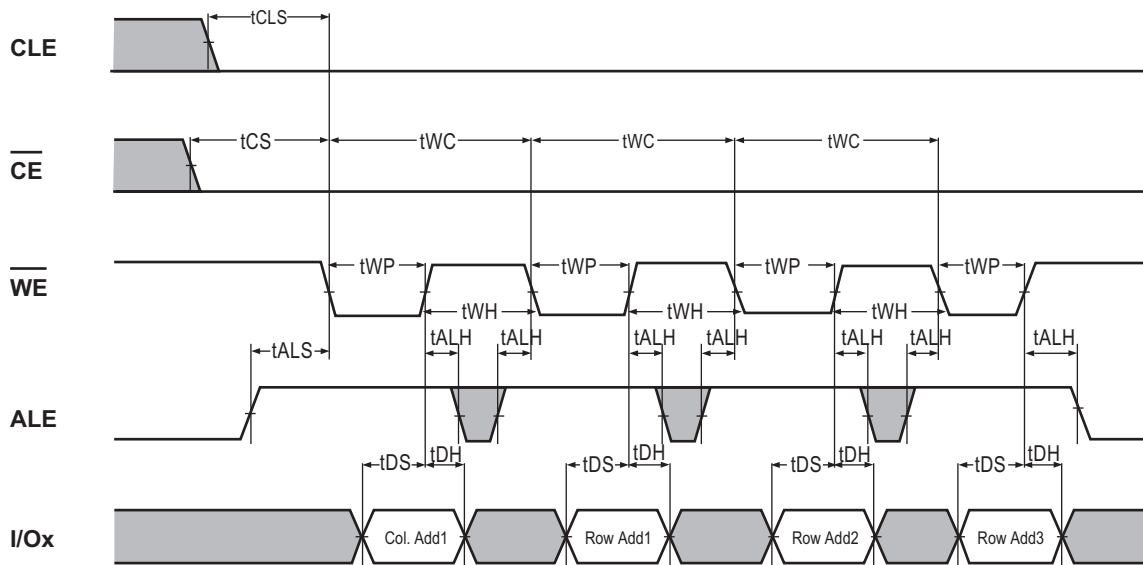 tCLS
CLE
tCS tWC tWC tWC
CE
tWP tWP tWP tWP
WE
tWH tWH tWH
tALS tALH tALH tALH tALH tALH tALH tALH
ALE
tDS tDH tDS tDH tDS tDH tDS tDH
I/Ox Col. Add1 Row Add1 Row Add2 Row Add3